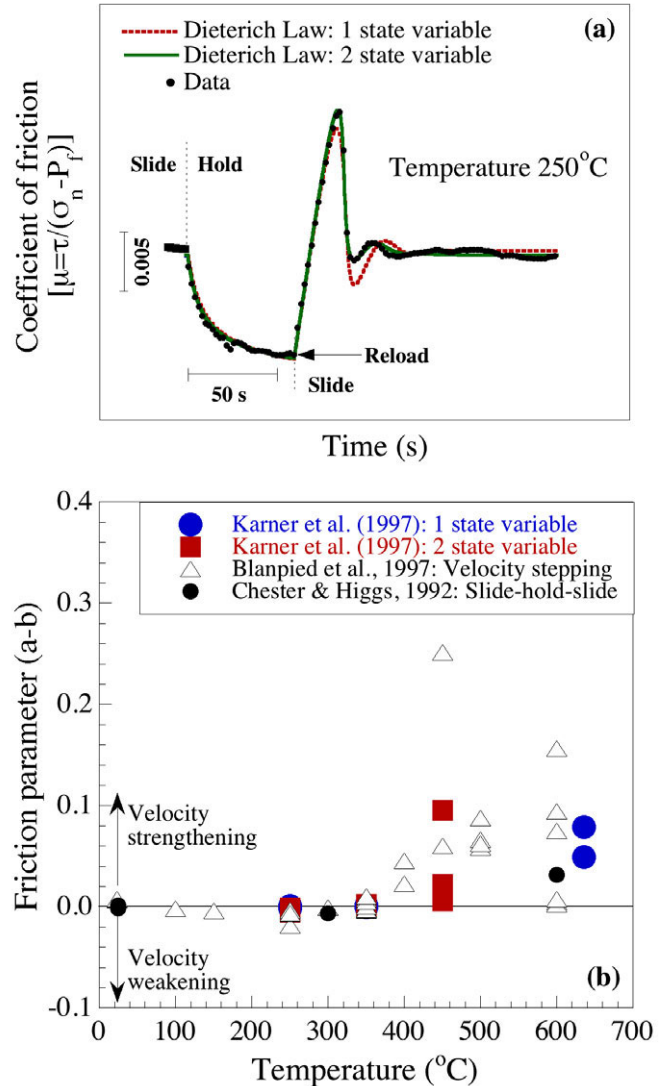 Dieterich Law: 1 state variable (a)
Dieterich Law: 2 state variable
Data
Slide Hold
Temperature 250°C
Coefficient of friction
[μ=τ/(σn-Pf)]
0.005
Reload
50 s
Slide
Time (s)
0.4
Karner et al. (1997): 1 state variable
Karner et al. (1997): 2 state variable
Blanpied et al., 1997: Velocity stepping
Chester & Higgs, 1992: Slide-hold-slide
0.3
Friction parameter (a-b)
0.2
0.1
Velocity
strengthening
0.0
Velocity
weakening
(b)
-0.1
0 100 200 300 400 500 600 700
Temperature (°C)